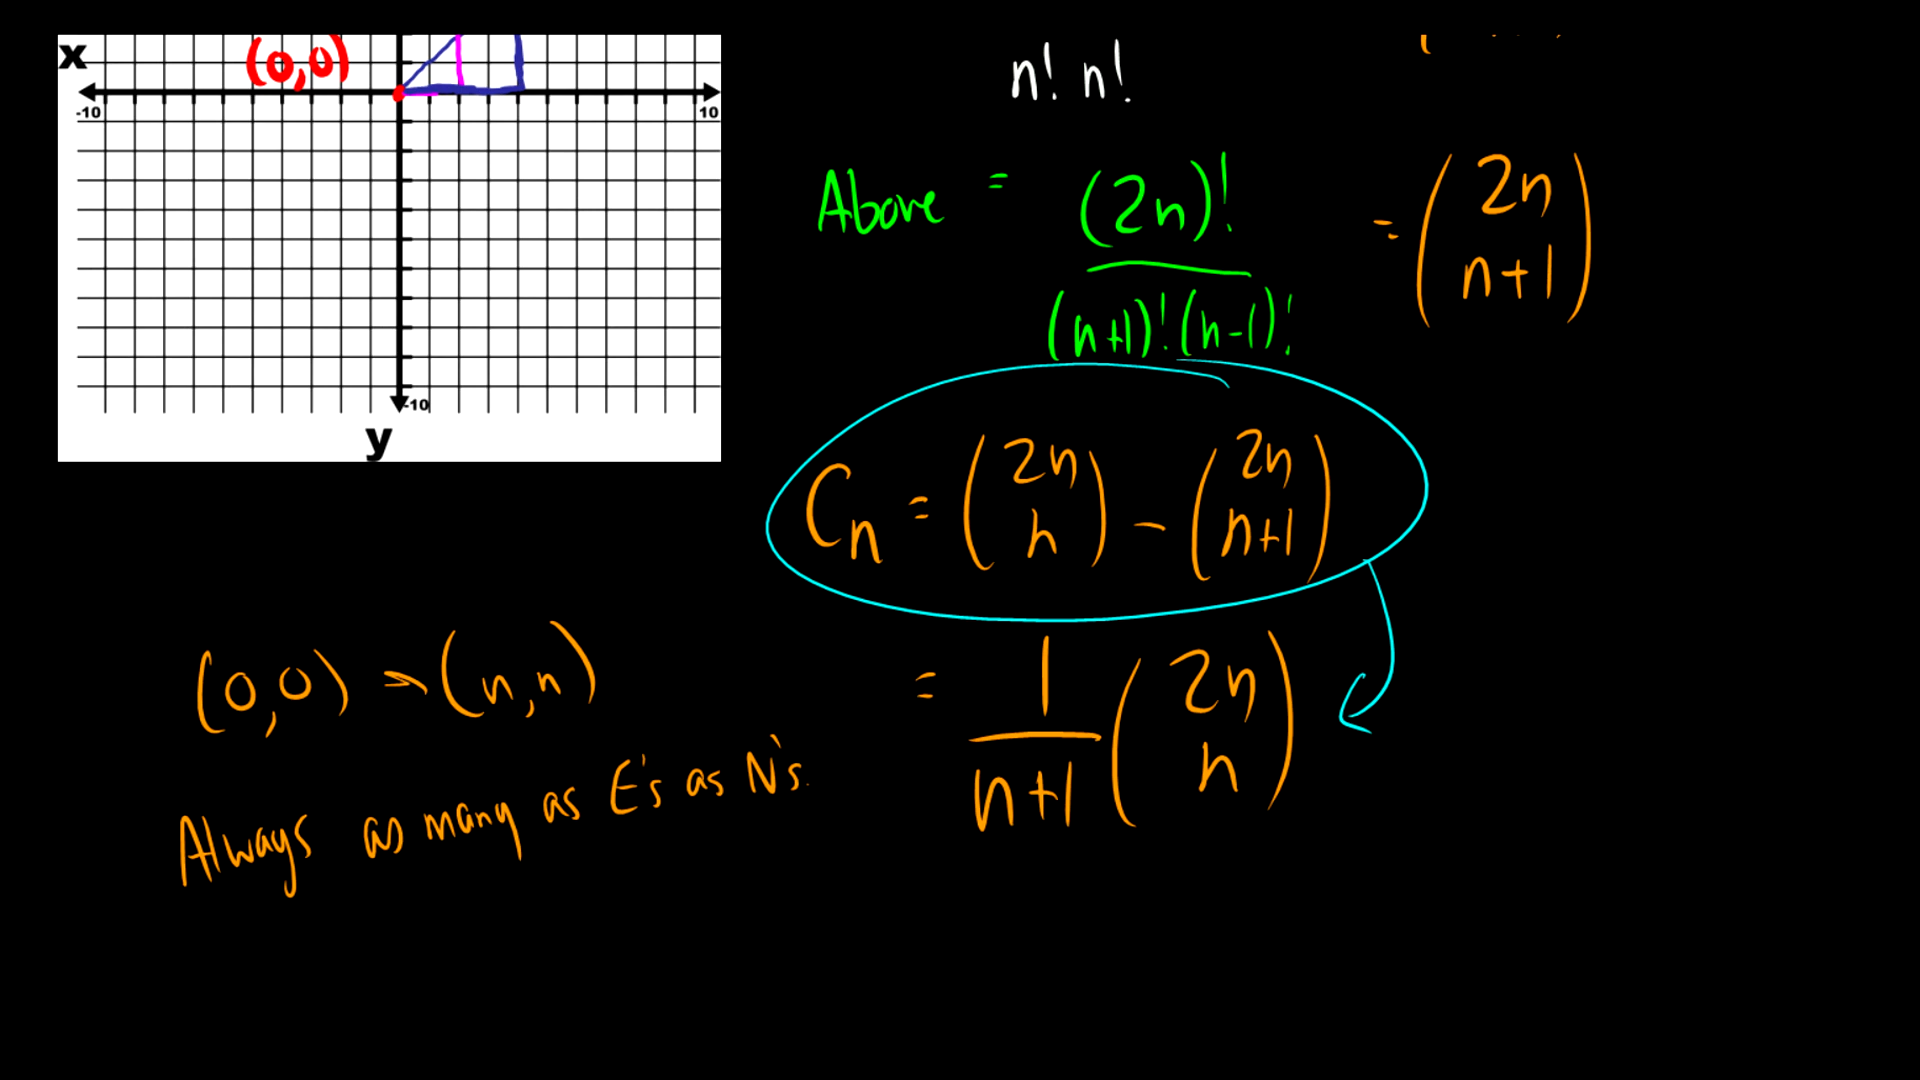 x
(0,0)
-10
10
-10
y
n! n!
Above = (2n)!
(n+1)! (n-1)!
= (2n
n+1)
Cn = (2n
n) - (2n
n+1)
= 1
n+1 (2n
n)
(0,0) → (n,n)
Always as many as E's as N's.